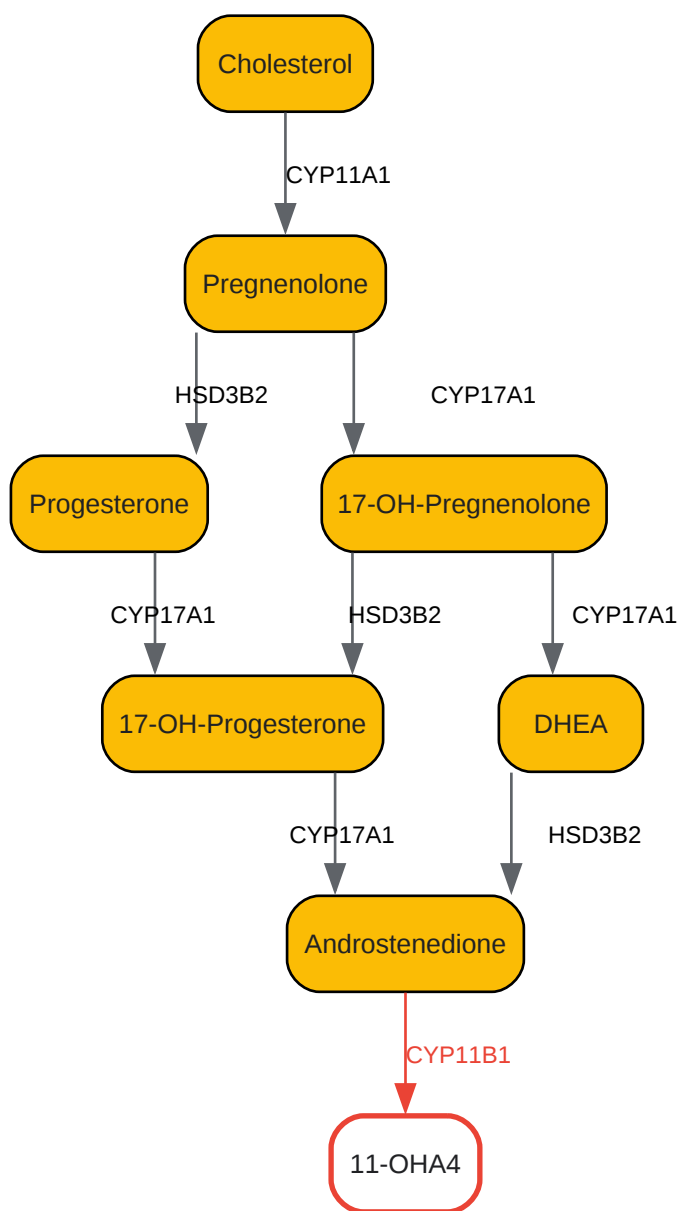 Cholesterol
CYP11A1
Pregnenolone
HSD3B2
CYP17A1
Progesterone
17-OH-Pregnenolone
CYP17A1
HSD3B2
CYP17A1
17-OH-Progesterone
DHEA
CYP17A1
HSD3B2
Androstenedione
CYP11B1
11-OHA4